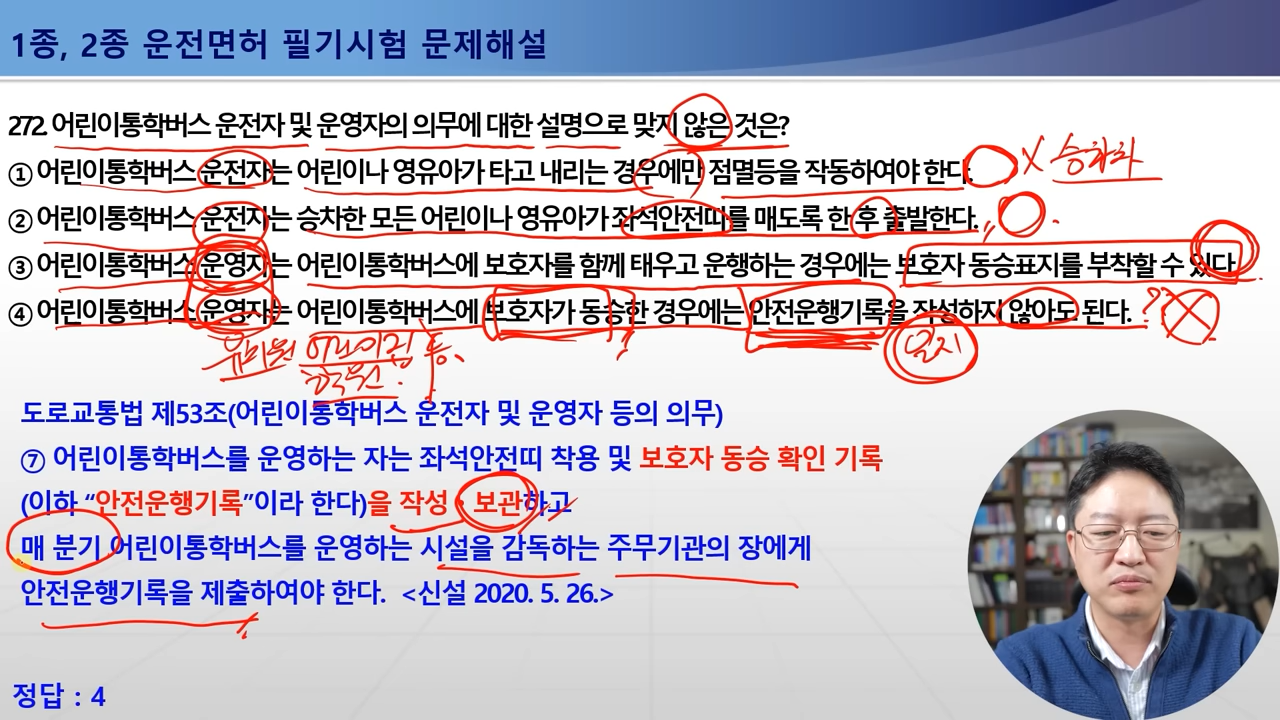 1종, 2종 운전면허 필기시험 문제해설
272. 어린이통학버스 운전자 및 운영자의 의무에 대한 설명으로 맞지 않은 것은?
① 어린이통학버스 운전자는 어린이나 영유아가 타고 내리는 경우에만 점멸등을 작동하여야 한다.
X 승하차
② 어린이통학버스 운전자는 승차한 모든 어린이나 영유아가 좌석안전띠를 매도록 한 후 출발한다.
③ 어린이통학버스 운영자는 어린이통학버스에 보호자를 함께 태우고 운행하는 경우에는 보호자 동승표지를 부착할 수 있다.
④ 어린이통학버스 운영자는 어린이통학버스에 보호자가 동승한 경우에는 안전운행기록을 작성하지 않아도 된다.
유치원 어린이집 등.
학원.
일지
도로교통법 제53조(어린이통학버스 운전자 및 운영자 등의 의무)
⑦ 어린이통학버스를 운영하는 자는 좌석안전띠 착용 및 보호자 동승 확인 기록
(이하 “안전운행기록”이라 한다)을 작성ㆍ보관하고
매 분기 어린이통학버스를 운영하는 시설을 감독하는 주무기관의 장에게
안전운행기록을 제출하여야 한다. <신설 2020. 5. 26.>
정답 : 4